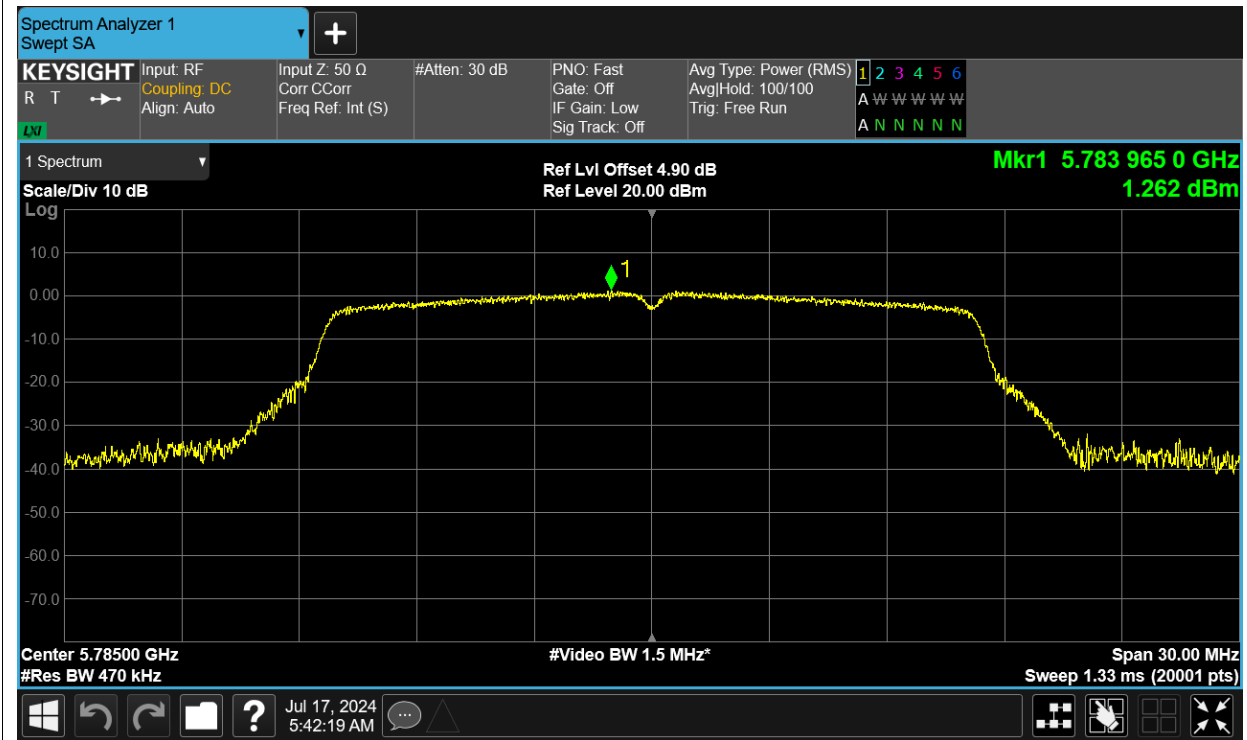 Spectrum Analyzer 1
Swept SA
KEYSIGHT
R T
LXI
Input: RF
Coupling: DC
Align: Auto
Input Z: 50 Ω
Corr CCorr
Freq Ref: Int (S)
#Atten: 30 dB
PNO: Fast
Gate: Off
IF Gain: Low
Sig Track: Off
Avg Type: Power (RMS)
Avg|Hold: 100/100
Trig: Free Run
1 2 3 4 5 6
A W W W W W
A N N N N N
1 Spectrum
Scale/Div 10 dB
Log
Ref Lvl Offset 4.90 dB
Ref Level 20.00 dBm
Mkr1 5.783 965 0 GHz
1.262 dBm
10.0
1
0.00
-10.0
-20.0
-30.0
-40.0
-50.0
-60.0
-70.0
Center 5.78500 GHz
#Video BW 1.5 MHz*
Span 30.00 MHz
#Res BW 470 kHz
Sweep 1.33 ms (20001 pts)
?
Jul 17, 2024
5:42:19 AM